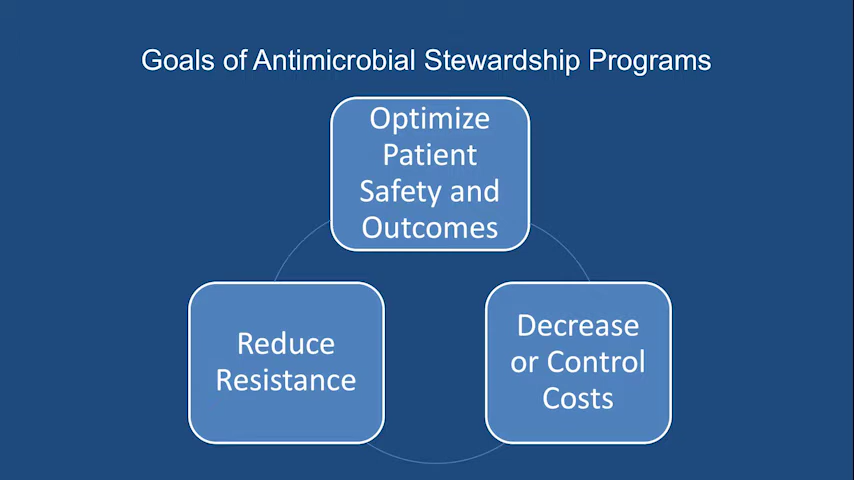 Goals of Antimicrobial Stewardship Programs
Optimize
Patient
Safety and
Outcomes
Reduce
Resistance
Decrease
or Control
Costs